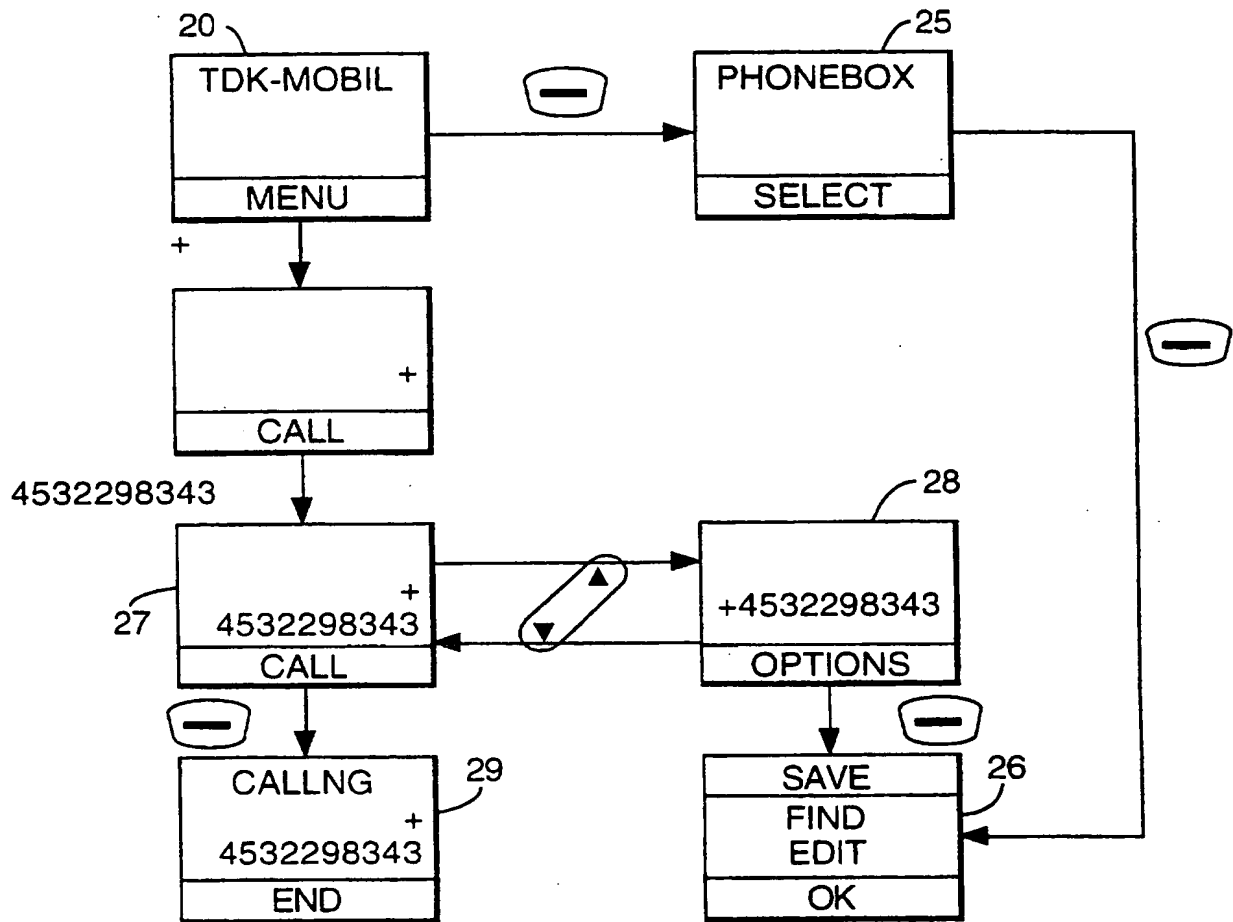 20
25
TDK-MOBIL
PHONEBOX
MENU
SELECT
+
+
CALL
4532298343
28
27
+
4532298343
+4532298343
CALL
OPTIONS
CALLNG
29
SAVE
26
+
FIND
4532298343
EDIT
END
OK